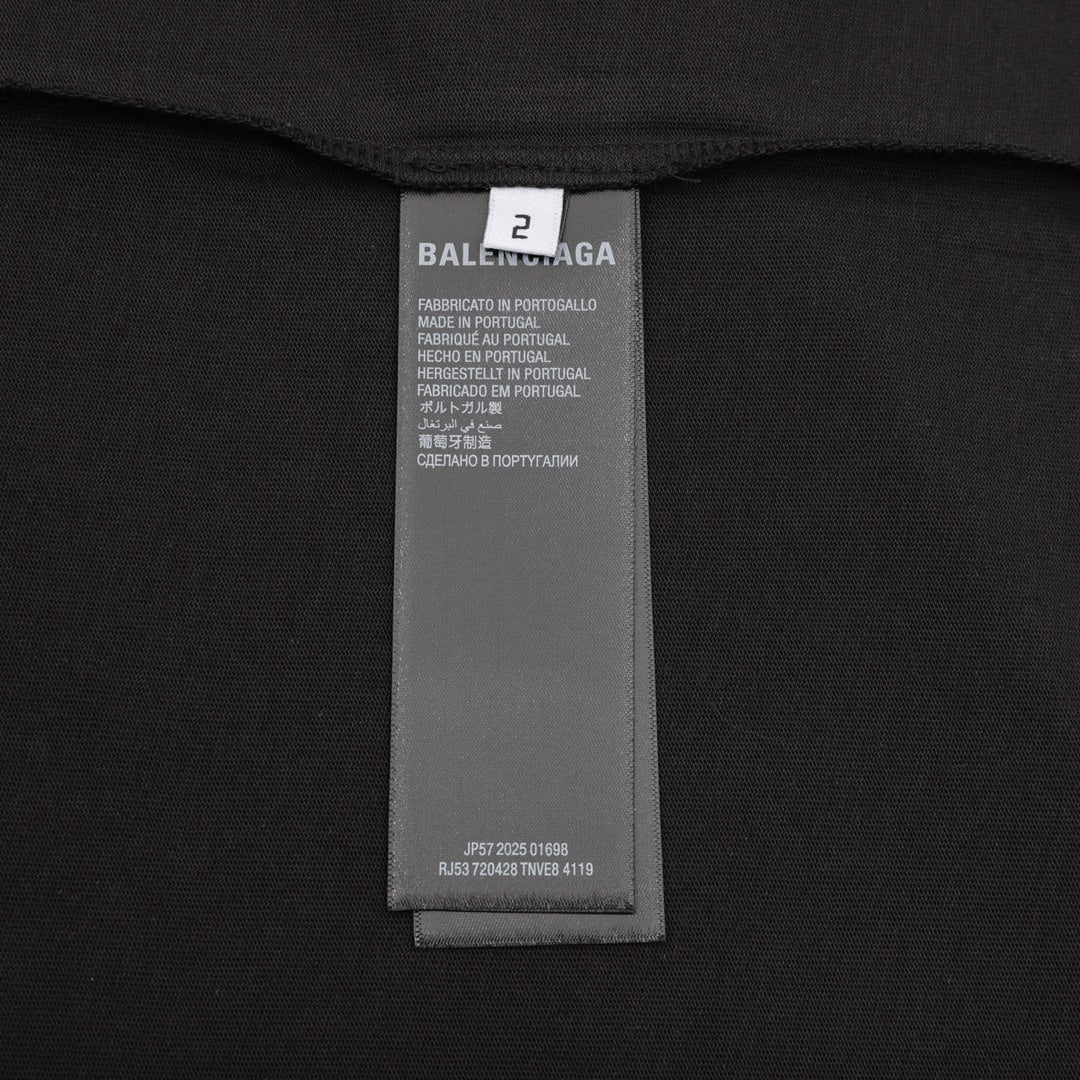 2
BALENCIAGA
FABBRICATO IN PORTOGALLO
MADE IN PORTUGAL
FABRIQUÉ AU PORTUGAL
HECHO EN PORTUGAL
HERGESTELLT IN PORTUGAL
FABRICADO EM PORTUGAL
ポルトガル製
صنع في البرتغال
葡萄牙制造
СДЕЛАНО В ПОРТУГАЛИИ
JP57 2025 01698
RJ53 720428 TNVE8 4119